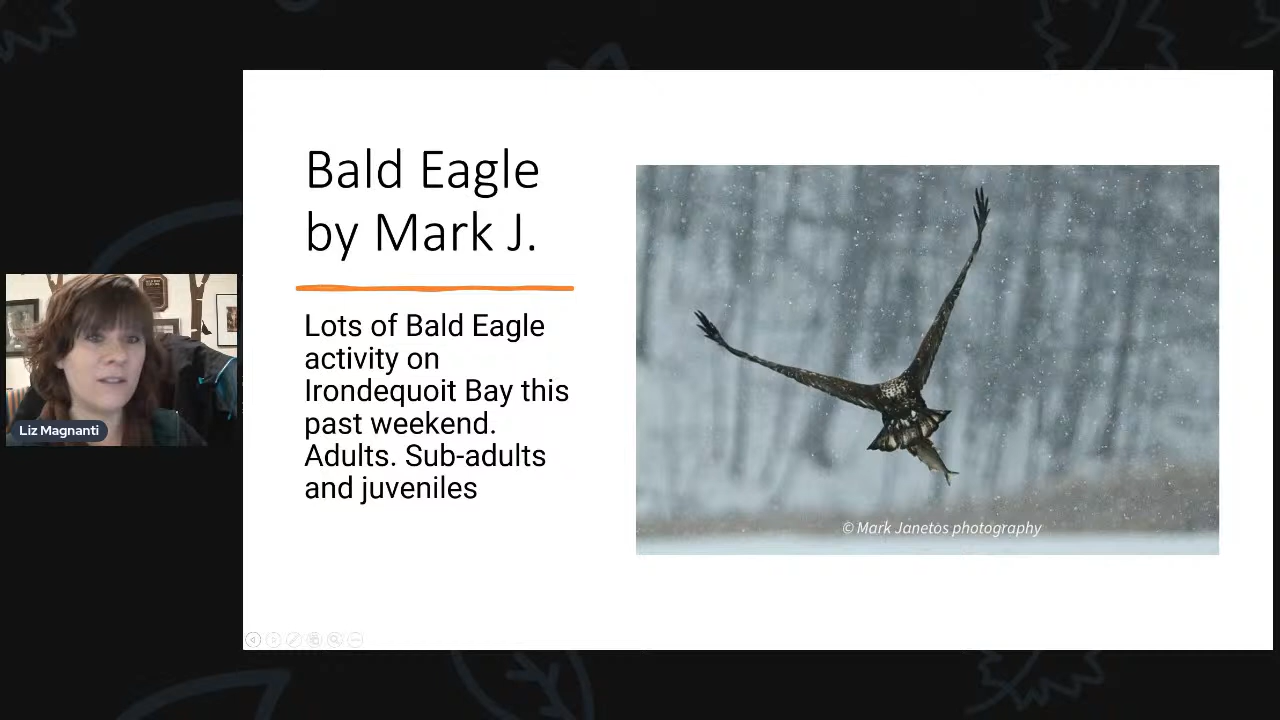 Bald Eagle
by Mark J.
Lots of Bald Eagle
activity on
Irondequoit Bay this
past weekend.
Adults. Sub-adults
and juveniles
© Mark Janetos photography
Liz Magnanti